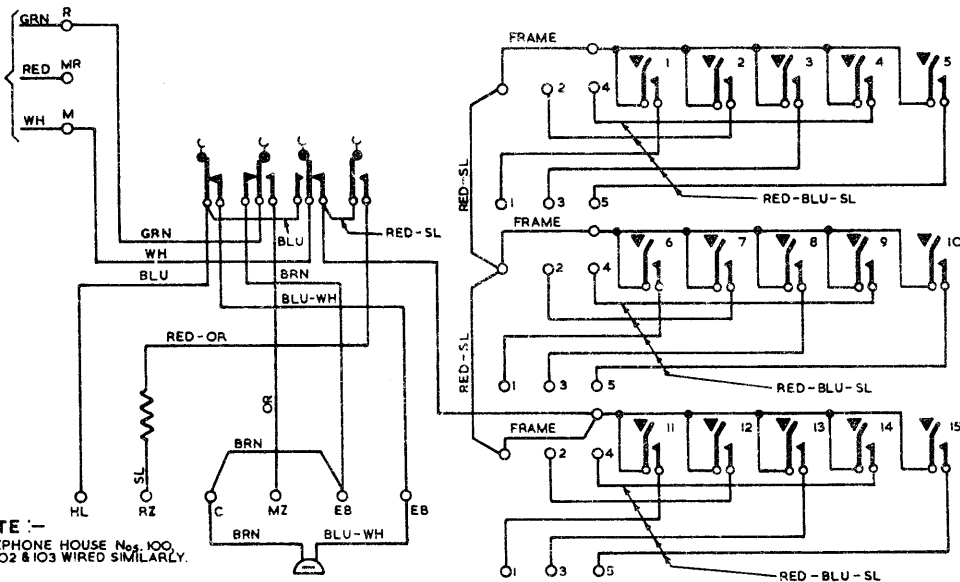 GRN R
RED MR
WH M
GRN
WH
BLU
BLU
RED-SL
BRN
BLU-WH
RED-OR
OR
BRN
SL
HL RZ C MZ EB EB
BRN BLU-WH
TE :-
EPHONE HOUSE Nos. 100,
02 & 103 WIRED SIMILARLY.
FRAME
1 2 3 4 5
2 4
1 3 5
RED-BLU-SL
RED-SL
FRAME
6 7 8 9 10
2 4
1 3 5
RED-BLU-SL
RED-SL
FRAME
11 12 13 14 15
2 4
1 3 5
RED-BLU-SL